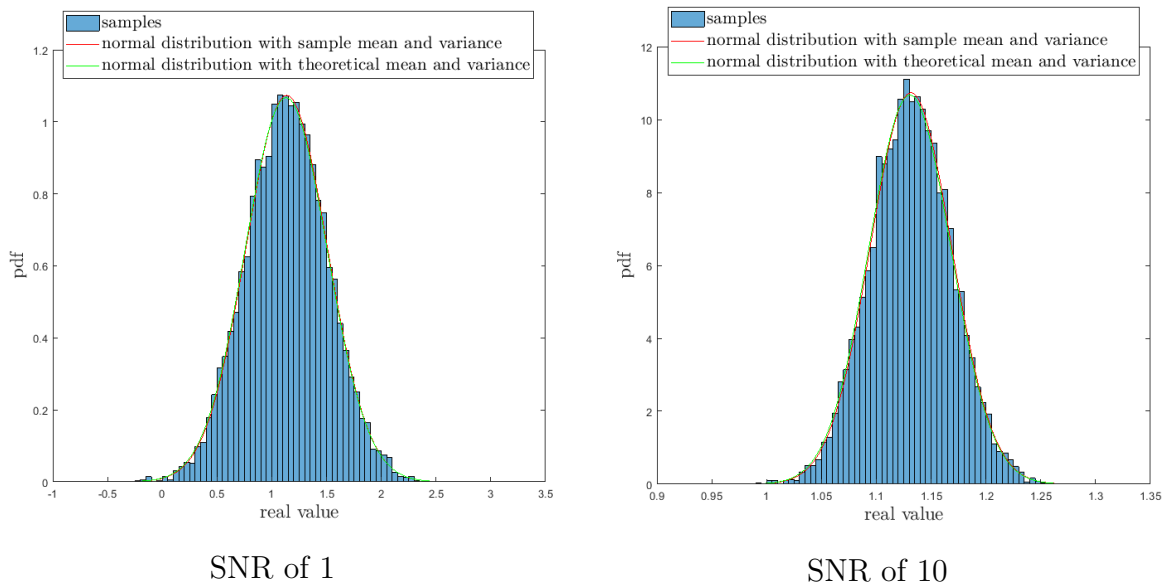 samples
normal distribution with sample mean and variance
normal distribution with theoretical mean and variance
1.2
1
0.8
0.6
0.4
0.2
0
pdf
-1
-0.5
0
0.5
1
1.5
2
2.5
3
3.5
real value
SNR of 1
samples
normal distribution with sample mean and variance
normal distribution with theoretical mean and variance
12
10
8
6
4
2
0
pdf
0.9
0.95
1
1.05
1.1
1.15
1.2
1.25
1.3
1.35
real value
SNR of 10